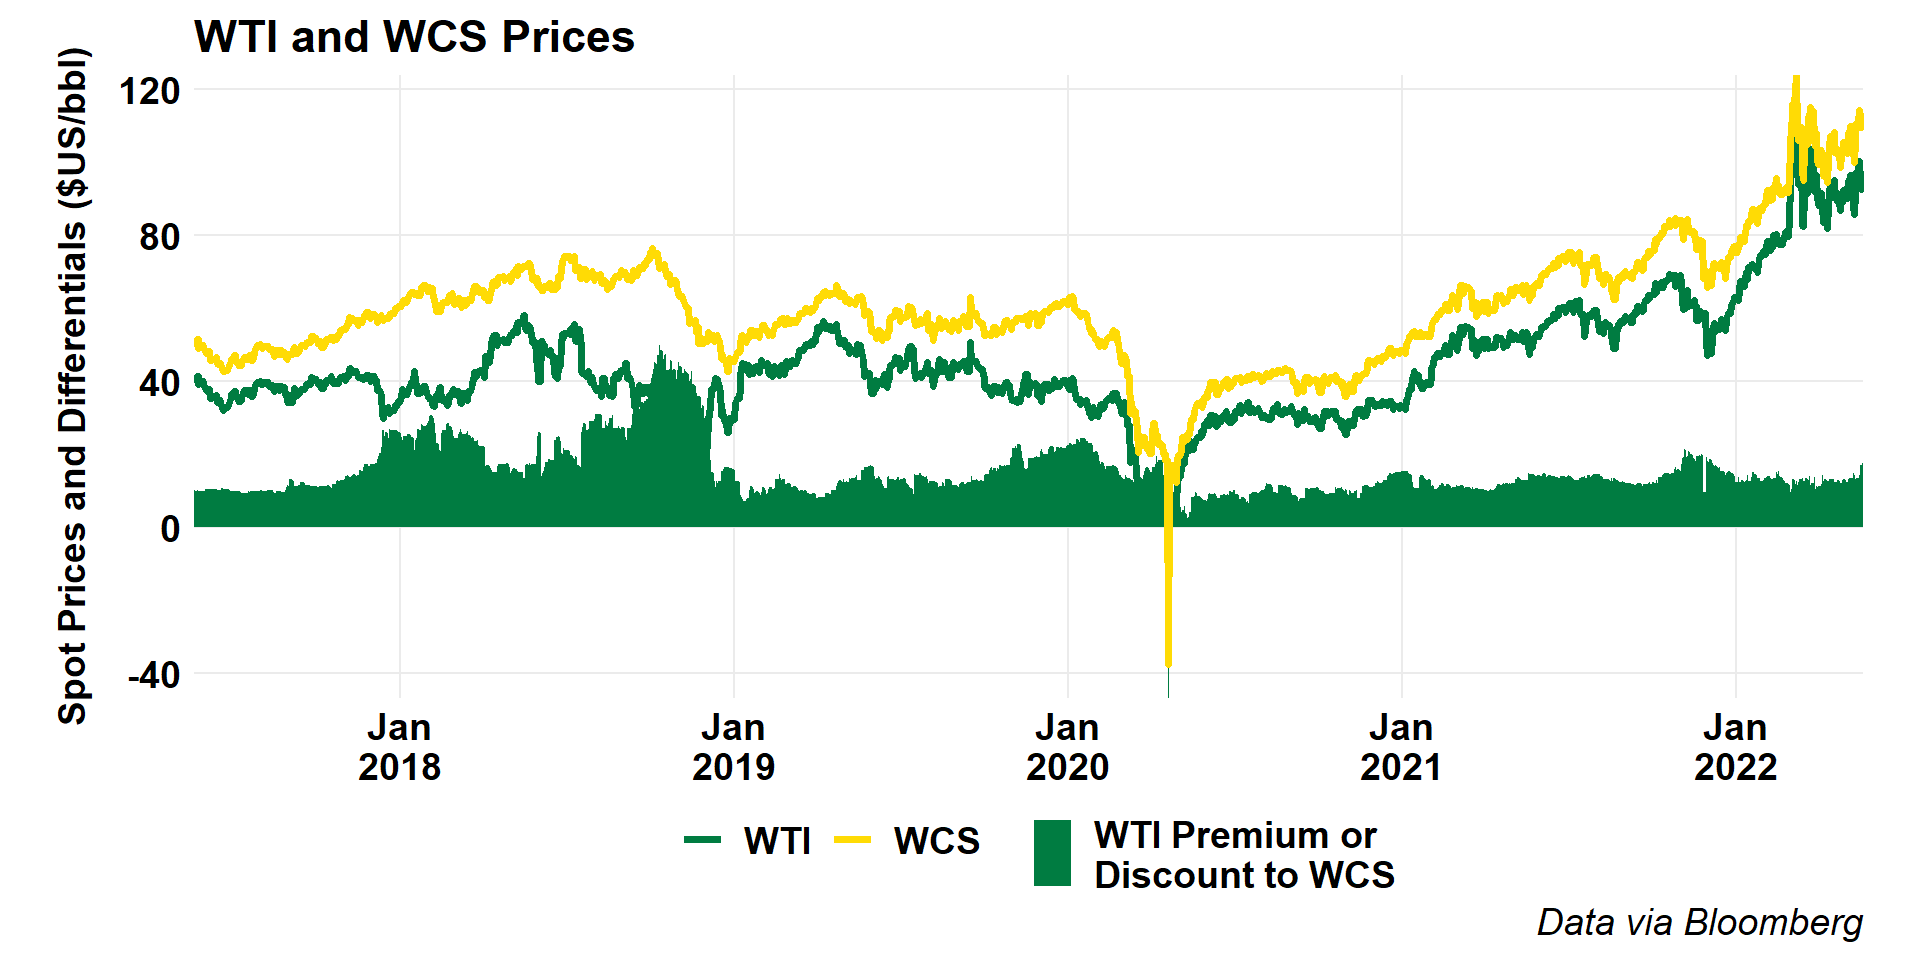 WTI and WCS Prices
Spot Prices and Differentials ($US/bbl)
120
80
40
0
-40
Jan
2018
Jan
2019
Jan
2020
Jan
2021
Jan
2022
WTI
WCS
WTI Premium or
Discount to WCS
Data via Bloomberg